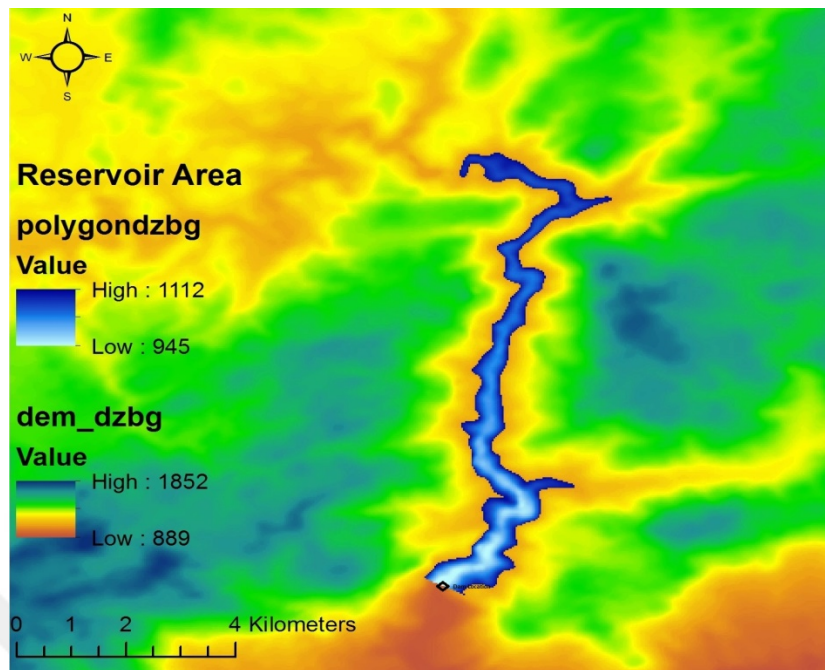 N
W E
S
Reservoir Area
polygondzbg
Value
High : 1112
Low : 945
dem_dzbg
Value
High : 1852
Low : 889
0 1 2 4 Kilometers